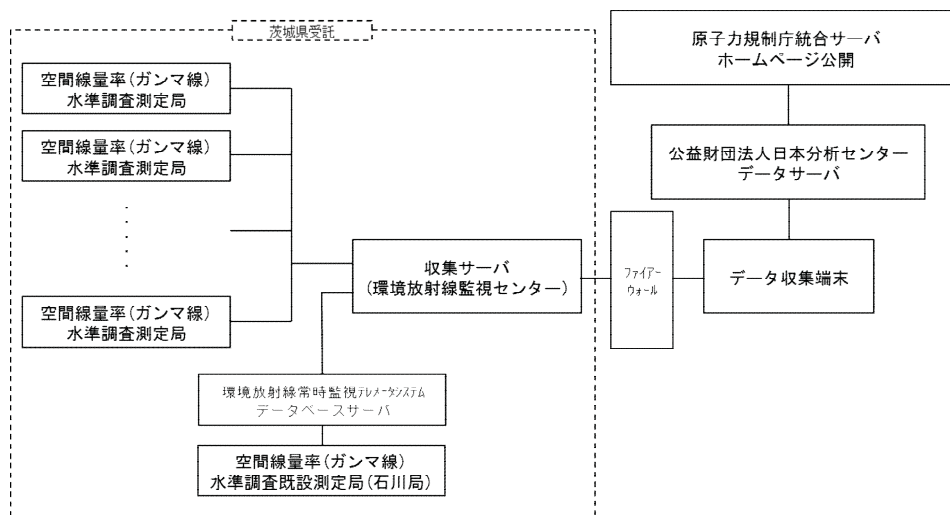 茨城県受託
空間線量率(ガンマ線)
水準調査測定局
空間線量率(ガンマ線)
水準調査測定局
空間線量率(ガンマ線)
水準調査測定局
収集サーバ
(環境放射線監視センター)
環境放射線常時監視ﾃﾚﾒｰﾀｼｽﾃﾑ
データベースサーバ
空間線量率(ガンマ線)
水準調査既設測定局(石川局)
ﾌｧｲｱｰ
ｳｫｰﾙ
原子力規制庁統合サーバ
ホームページ公開
公益財団法人日本分析センター
データサーバ
データ収集端末